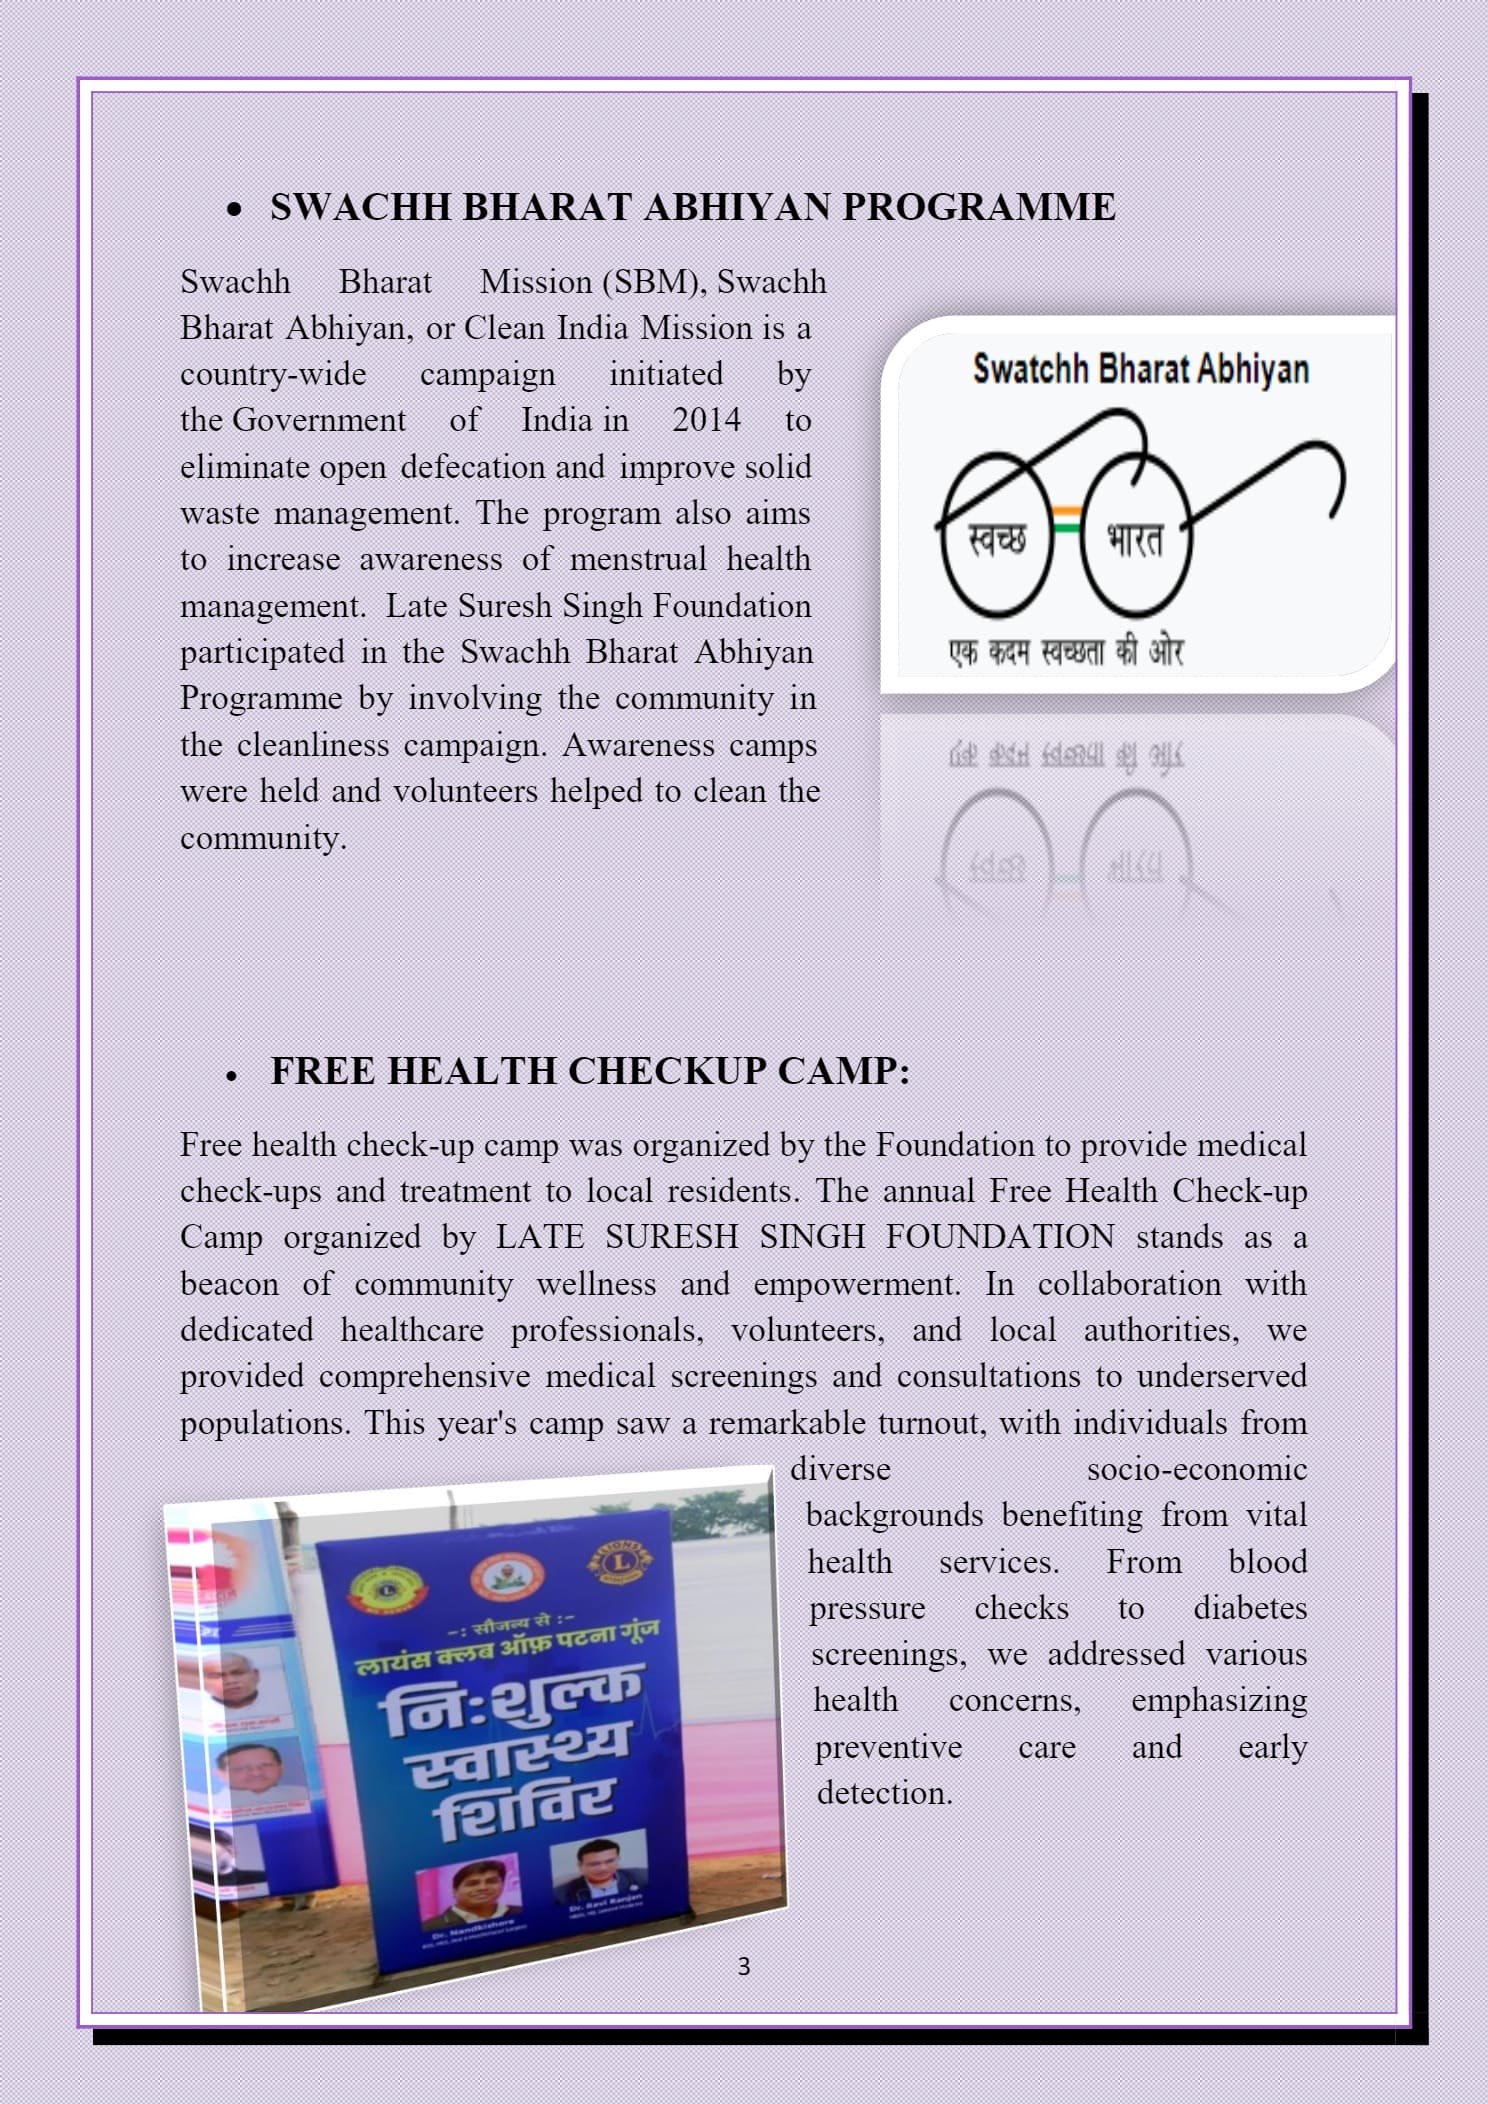 • SWACHH BHARAT ABHIYAN PROGRAMME
Swachh Bharat Mission (SBM), Swachh
Bharat Abhiyan, or Clean India Mission is a
country-wide campaign initiated by
the Government of India in 2014 to
eliminate open defecation and improve solid
waste management. The program also aims
to increase awareness of menstrual health
management. Late Suresh Singh Foundation
participated in the Swachh Bharat Abhiyan
Programme by involving the community in
the cleanliness campaign. Awareness camps
were held and volunteers helped to clean the
community.
Swatchh Bharat Abhiyan
स्वच्छ भारत
एक कदम स्वच्छता की ओर
• FREE HEALTH CHECKUP CAMP:
Free health check-up camp was organized by the Foundation to provide medical
check-ups and treatment to local residents. The annual Free Health Check-up
Camp organized by LATE SURESH SINGH FOUNDATION stands as a
beacon of community wellness and empowerment. In collaboration with
dedicated healthcare professionals, volunteers, and local authorities, we
provided comprehensive medical screenings and consultations to underserved
populations. This year's camp saw a remarkable turnout, with individuals from
diverse socio-economic
backgrounds benefiting from vital
health services. From blood
pressure checks to diabetes
screenings, we addressed various
health concerns, emphasizing
preventive care and early
detection.
LIONS
L
-: सौजन्य से :-
लायंस क्लब ऑफ़ पटना गूंज
नि:शुल्क
स्वास्थ्य
शिविर
Dr. Nandkishore
Dr. Ravi Ranjan
3